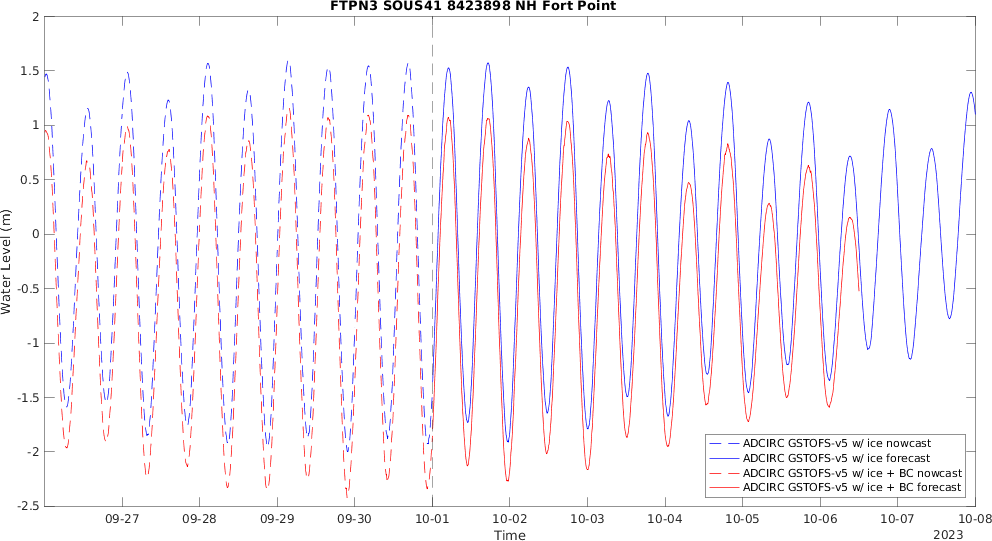 FTPN3 SOUS41 8423898 NH Fort Point
2
1.5
1
0.5
0
-0.5
-1
-1.5
-2
-2.5
Water Level (m)
ADCIRC GSTOFS-v5 w/ ice nowcast
ADCIRC GSTOFS-v5 w/ ice forecast
ADCIRC GSTOFS-v5 w/ ice + BC nowcast
ADCIRC GSTOFS-v5 w/ ice + BC forecast
09-27 09-28 09-29 09-30 10-01 10-02 10-03 10-04 10-05 10-06 10-07 10-08
Time
2023